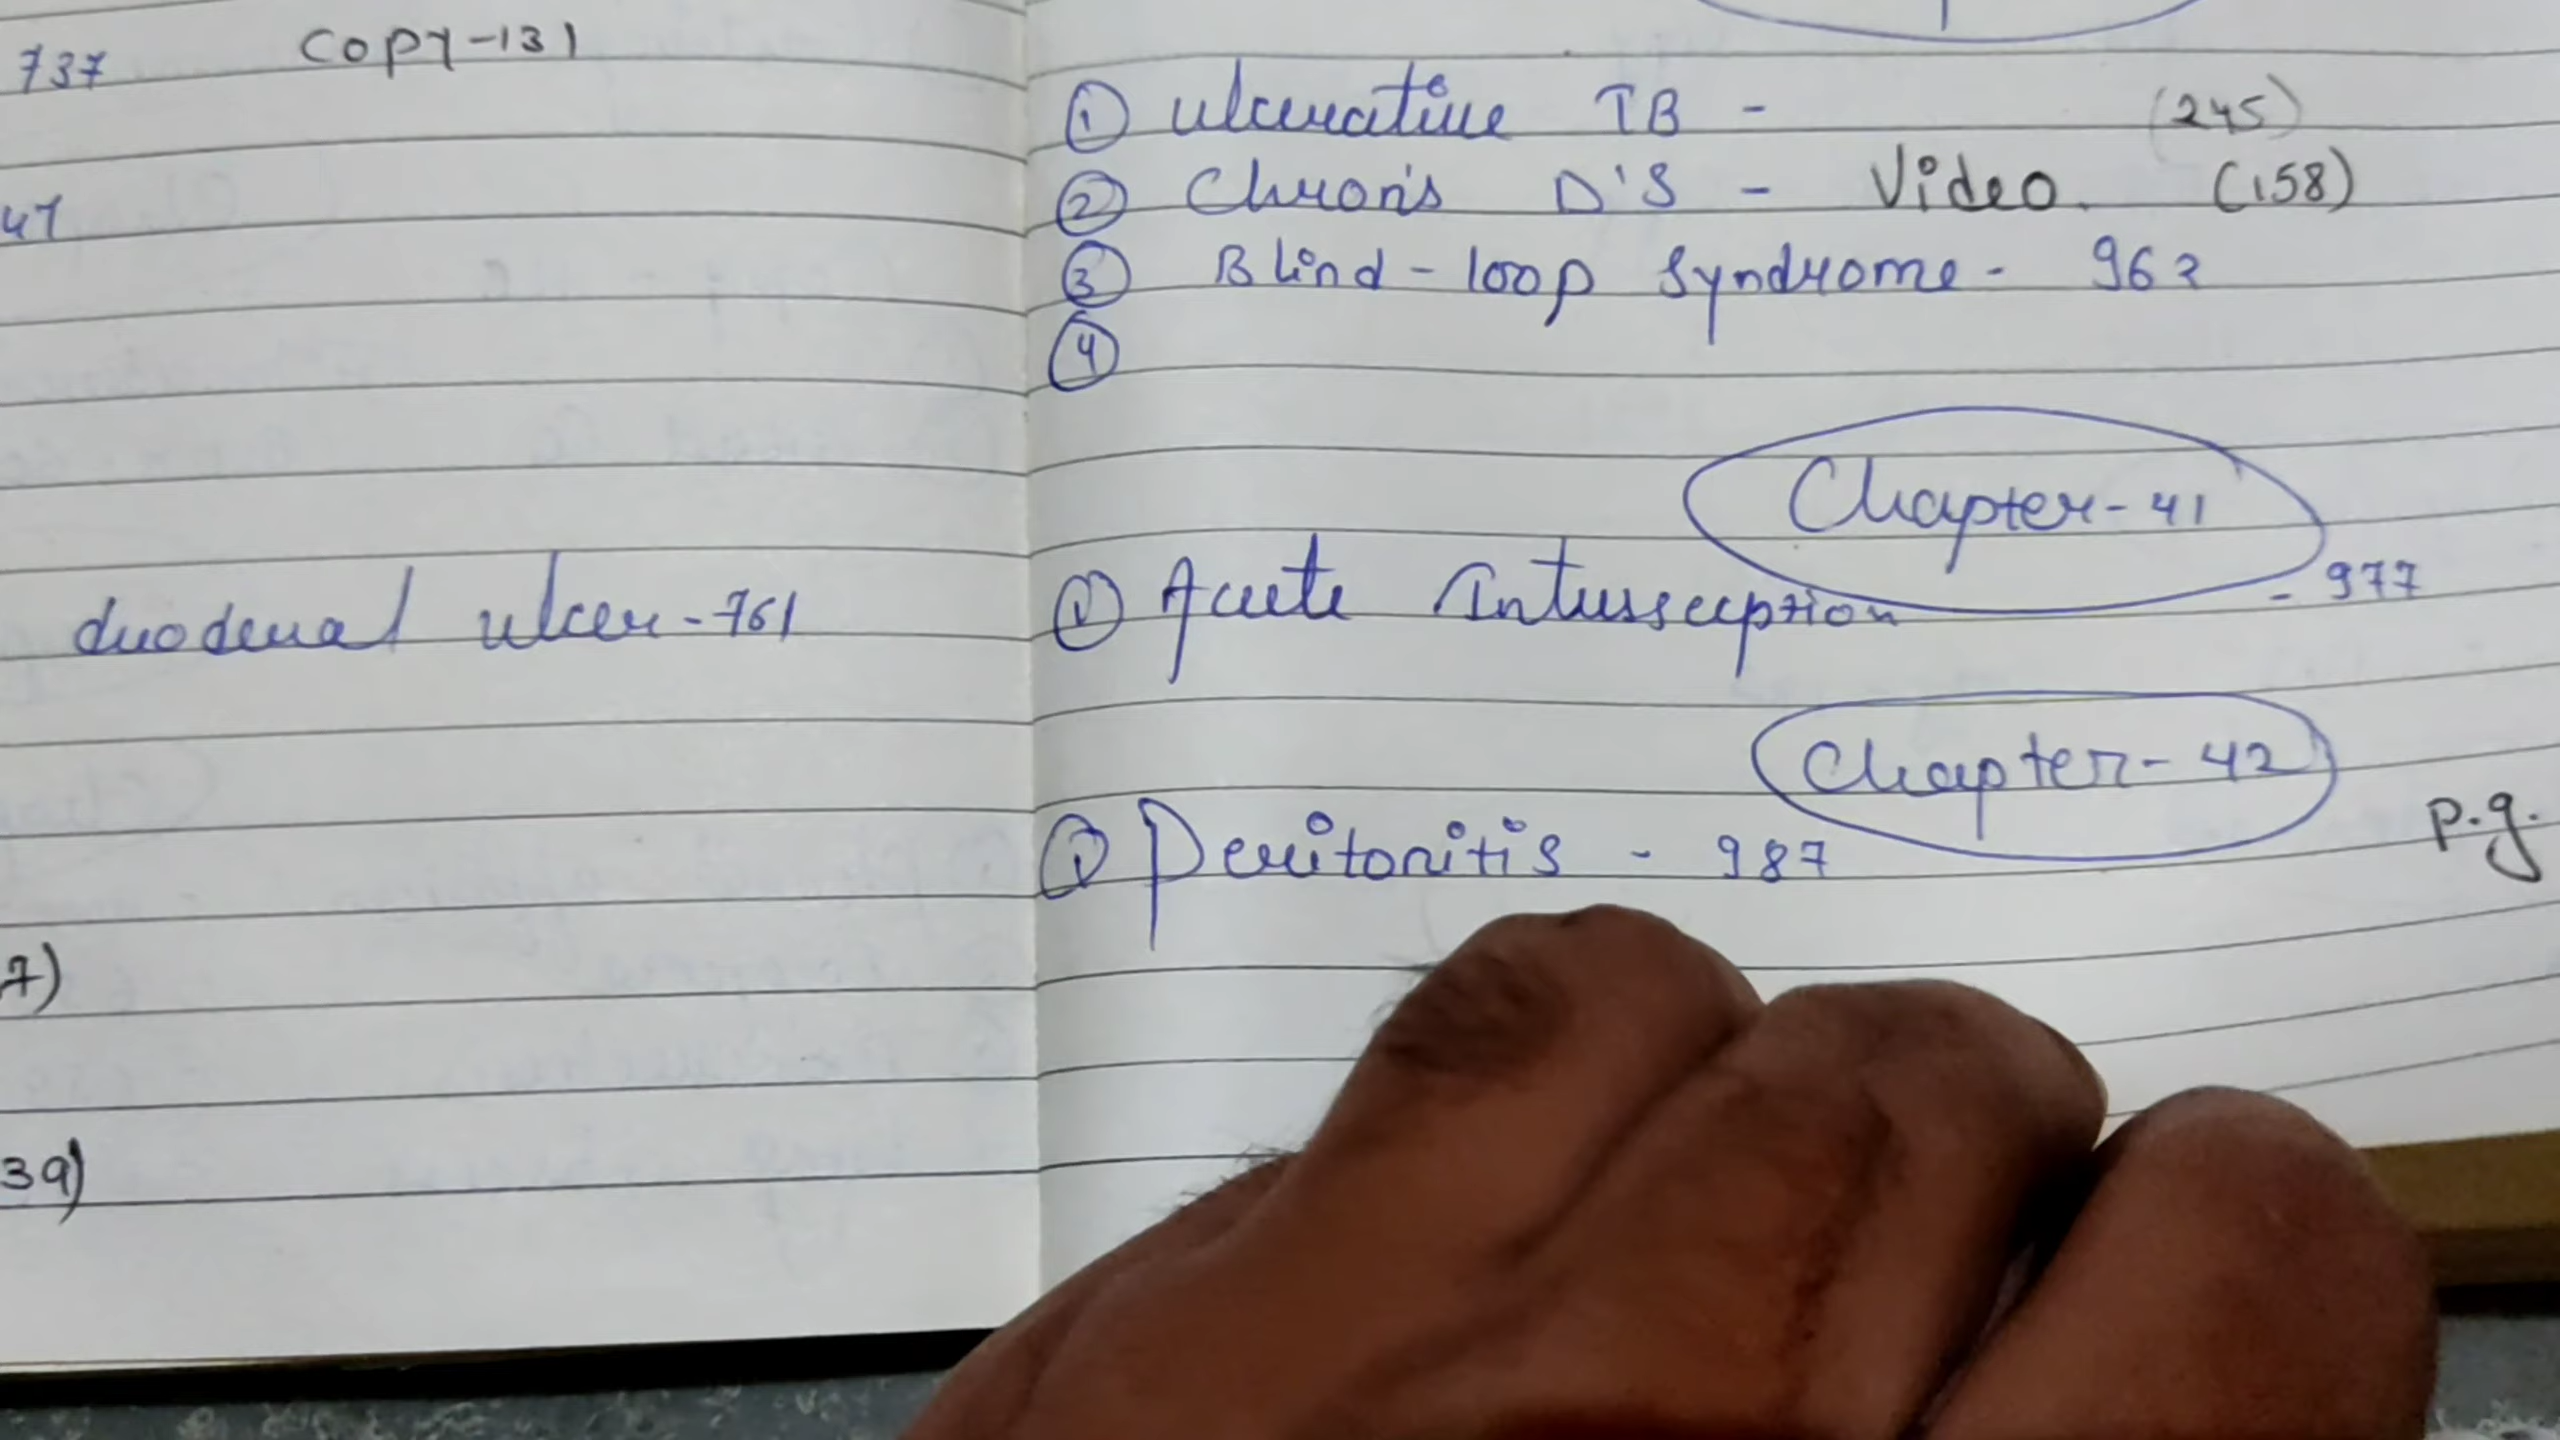 737 Copy-131
47
duodenal ulcer-761
7)
39)
① ulcerative TB - (245)
② Chron's D'S - Video. (158)
③ Blind-loop Syndrome- 962
④
Chapter-41
① Acute Intussception - 977
Chapter-42
① Peritonitis - 987
p.g.